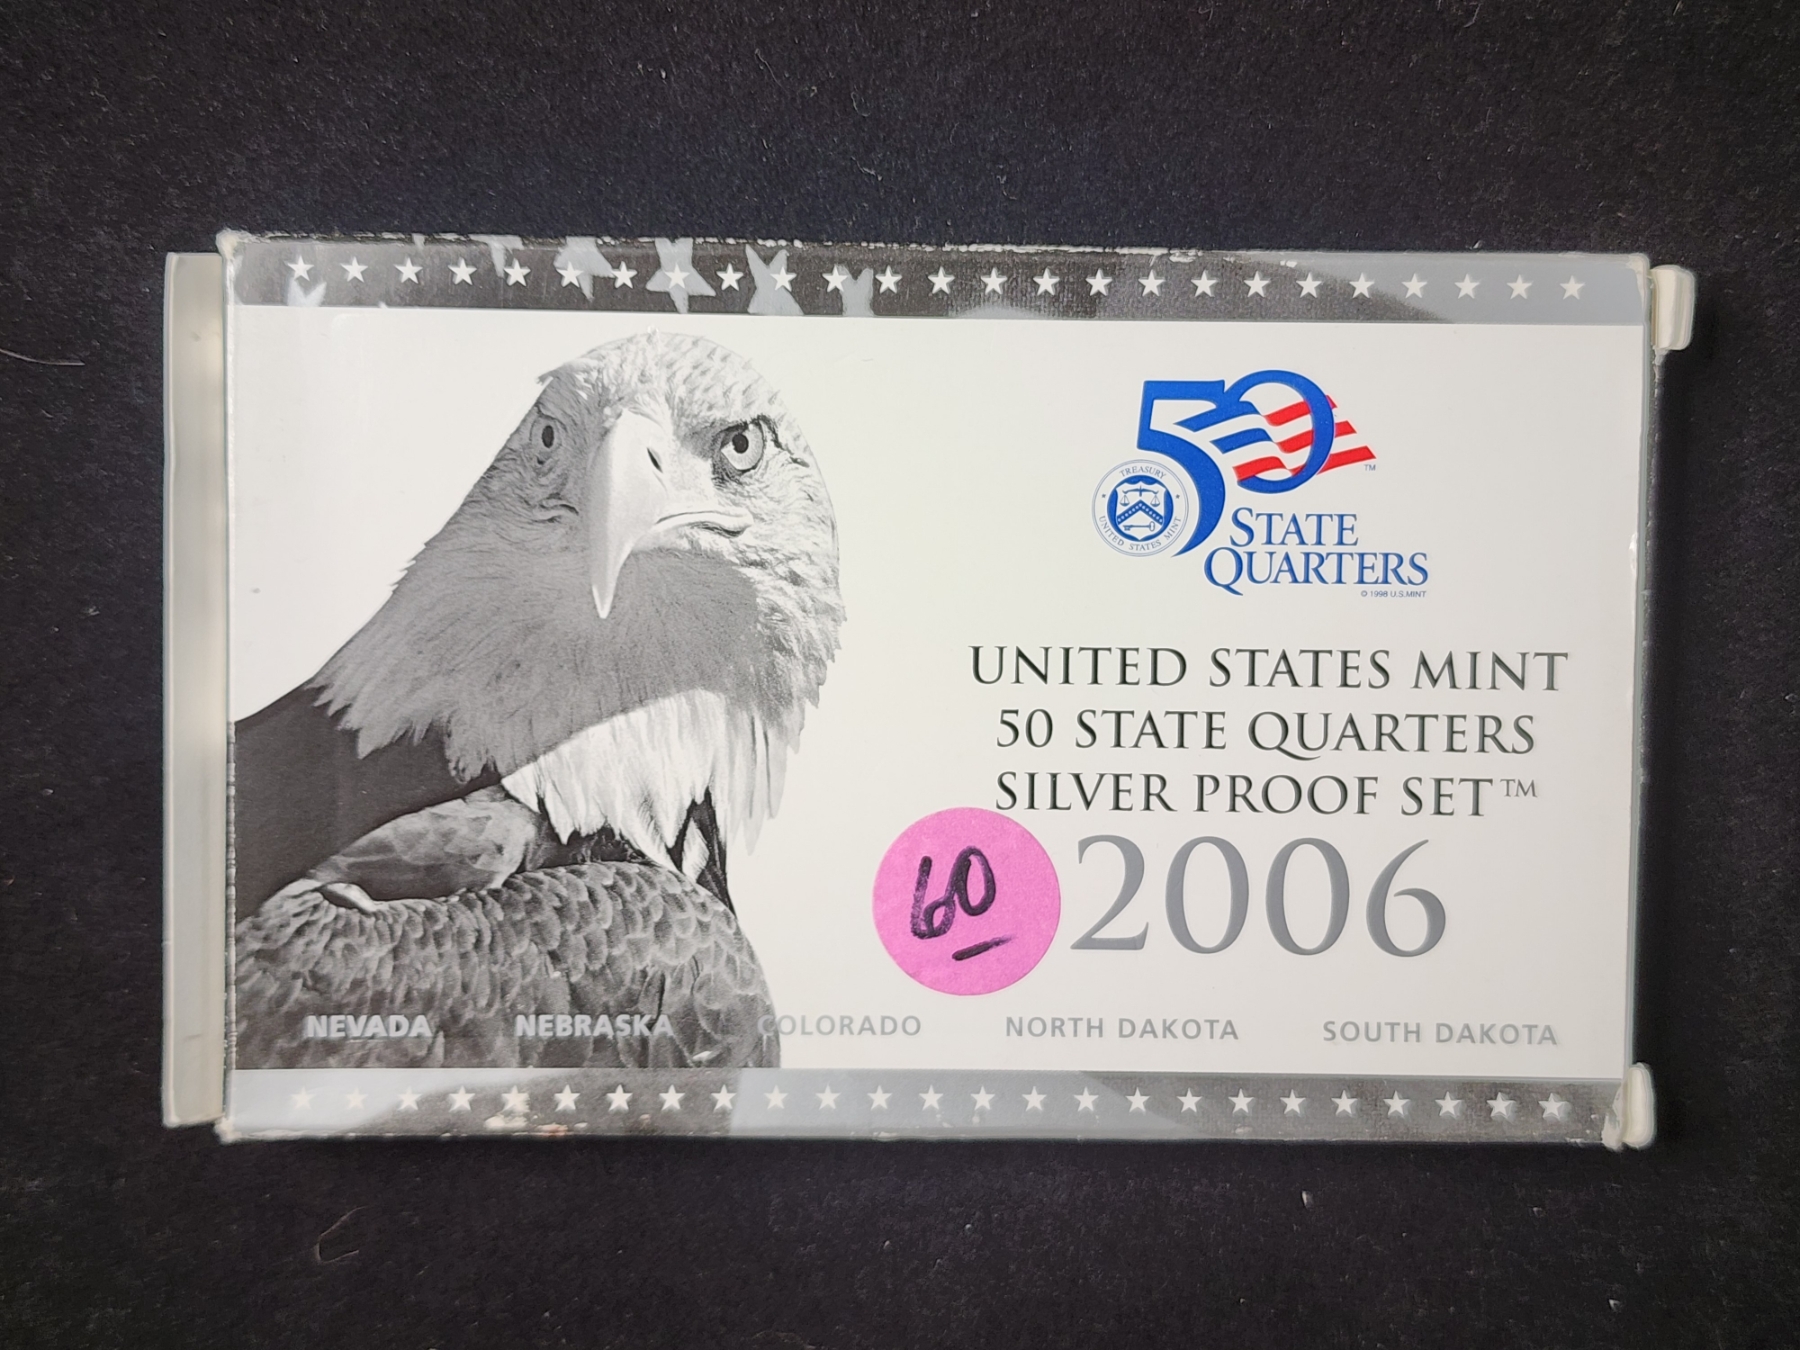 50
TM
TREASURY
UNITED STATES MINT
STATE
QUARTERS
© 1998 U.S.MINT
UNITED STATES MINT
50 STATE QUARTERS
SILVER PROOF SET™
60
2006
NEVADA NEBRASKA COLORADO NORTH DAKOTA SOUTH DAKOTA